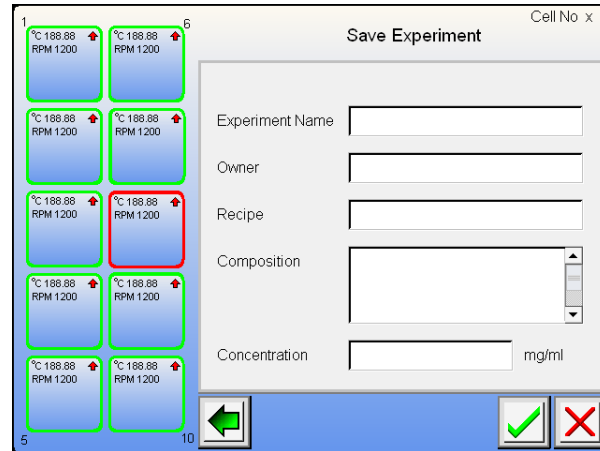 1
6
Cell No x
Save Experiment
°C 188.88
RPM 1200
°C 188.88
RPM 1200
°C 188.88
RPM 1200
°C 188.88
RPM 1200
°C 188.88
RPM 1200
°C 188.88
RPM 1200
°C 188.88
RPM 1200
°C 188.88
RPM 1200
°C 188.88
RPM 1200
°C 188.88
RPM 1200
5
10
Experiment Name
Owner
Recipe
Composition
Concentration mg/ml